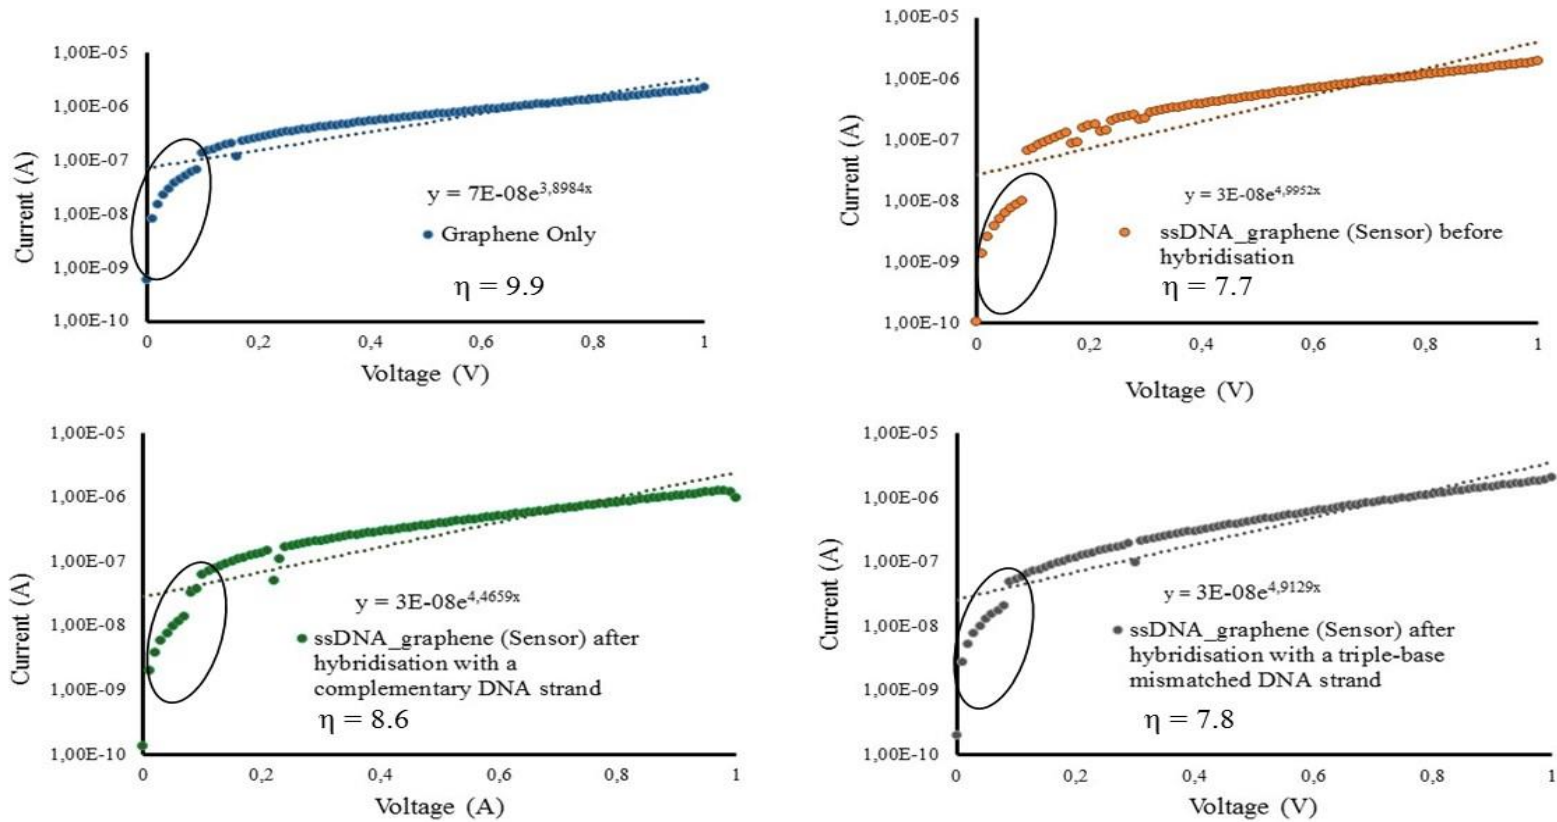 1,00E-05
1,00E-06
1,00E-07
1,00E-08
1,00E-09
1,00E-10
Current (A)
y = 7E-08e3,8984x
Graphene Only
η = 9.9
0
0,2
0,4
0,6
0,8
1
Voltage (V)
1,00E-05
1,00E-06
1,00E-07
1,00E-08
1,00E-09
1,00E-10
Current (A)
y = 3E-08e4,9952x
ssDNA_graphene (Sensor) before
hybridisation
η = 7.7
0
0,2
0,4
0,6
0,8
1
Voltage (V)
1,00E-05
1,00E-06
1,00E-07
1,00E-08
1,00E-09
1,00E-10
Current (A)
y = 3E-08e4,4659x
ssDNA_graphene (Sensor) after
hybridisation with a
complementary DNA strand
η = 8.6
0
0,2
0,4
0,6
0,8
1
Voltage (A)
1,00E-05
1,00E-06
1,00E-07
1,00E-08
1,00E-09
1,00E-10
Current (A)
y = 3E-08e4,9129x
ssDNA_graphene (Sensor) after
hybridisation with a triple-base
mismatched DNA strand
η = 7.8
0
0,2
0,4
0,6
0,8
1
Voltage (V)